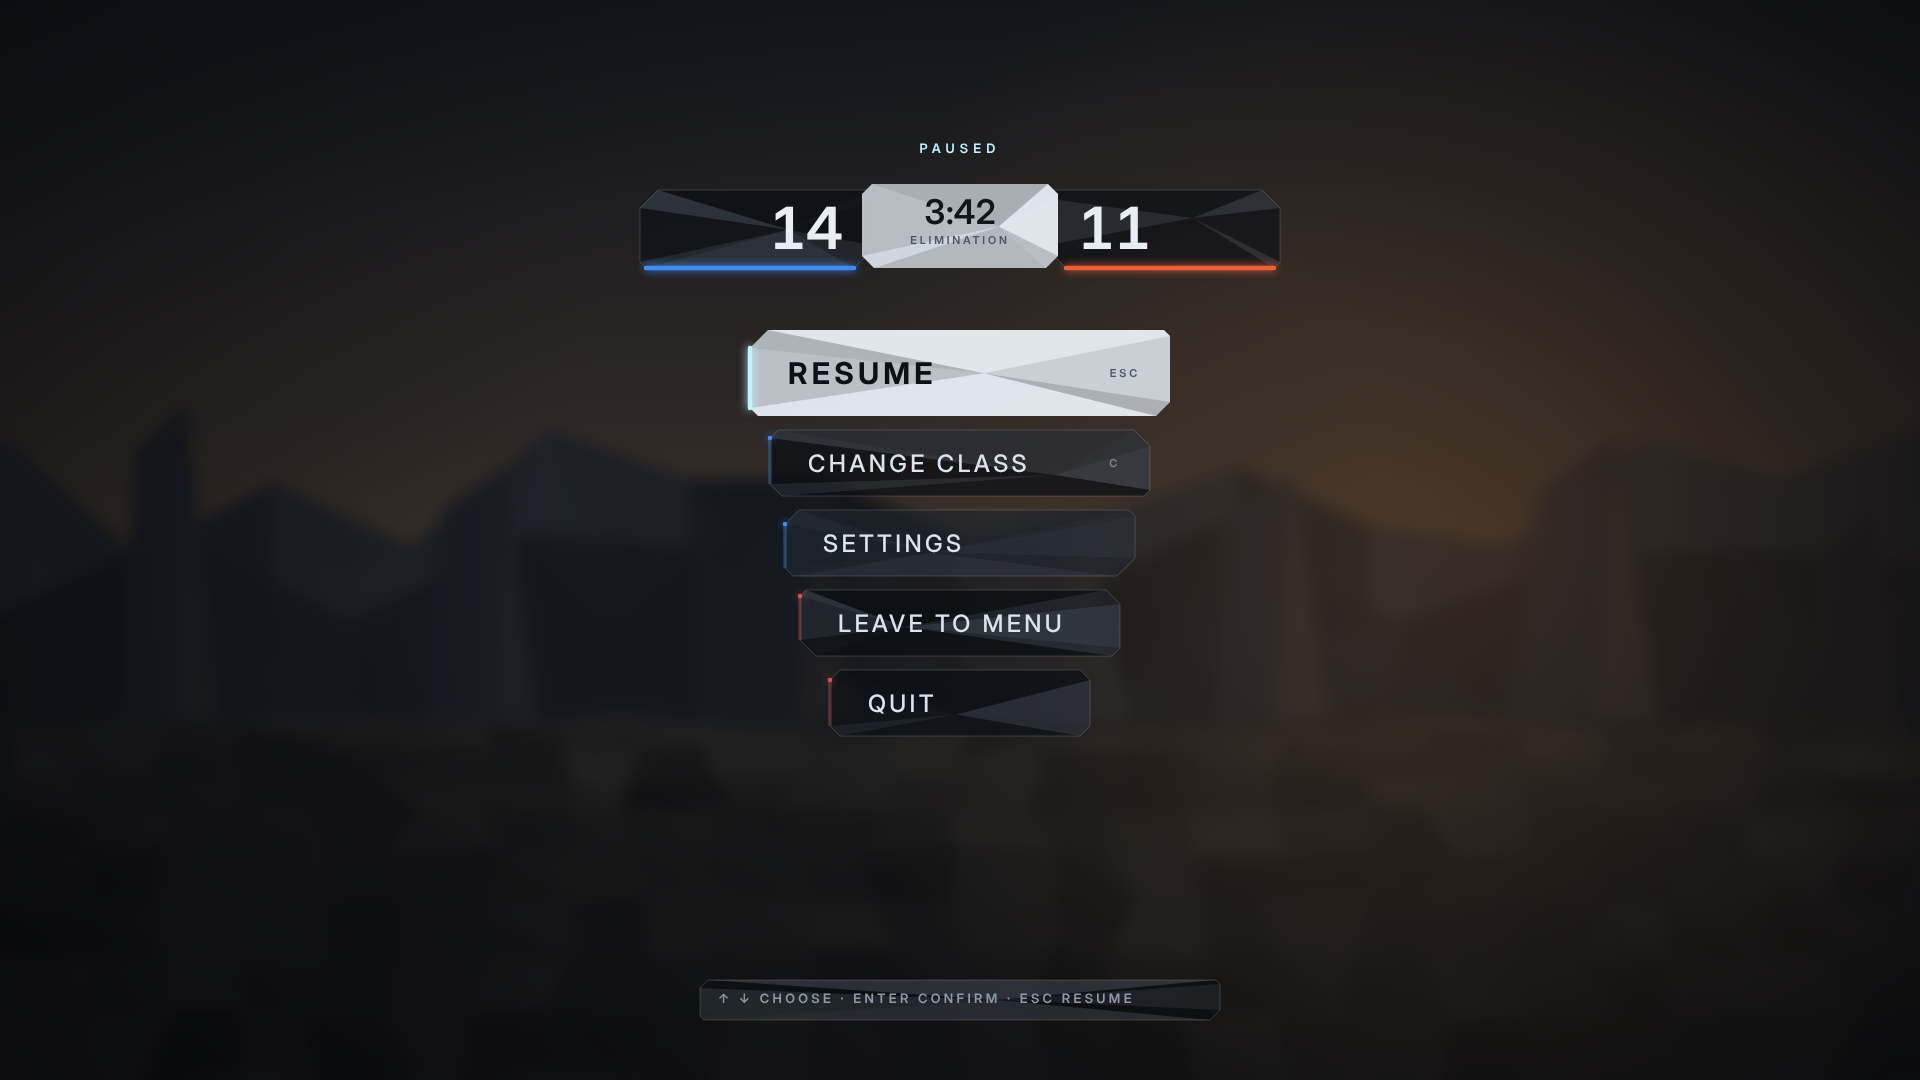 PAUSED
14
3:42
ELIMINATION
11
RESUME ESC
CHANGE CLASS C
SETTINGS
LEAVE TO MENU
QUIT
↑ ↓ CHOOSE · ENTER CONFIRM · ESC RESUME